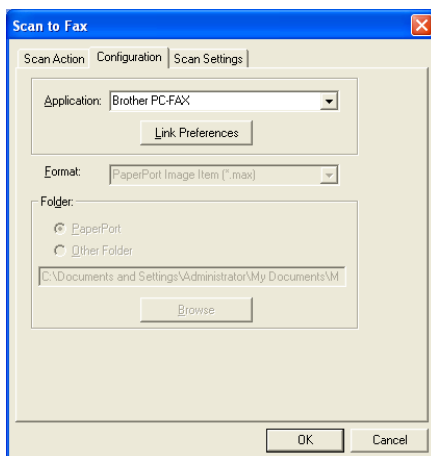 Scan to Fax
Scan Action Configuration Scan Settings
Application: Brother PC-FAX
Link Preferences
Format: PaperPort Image Item (*.max)
Folder:
PaperPort
Other Folder
C:\Documents and Settings\Administrator\My Documents\M
Browse
OK Cancel